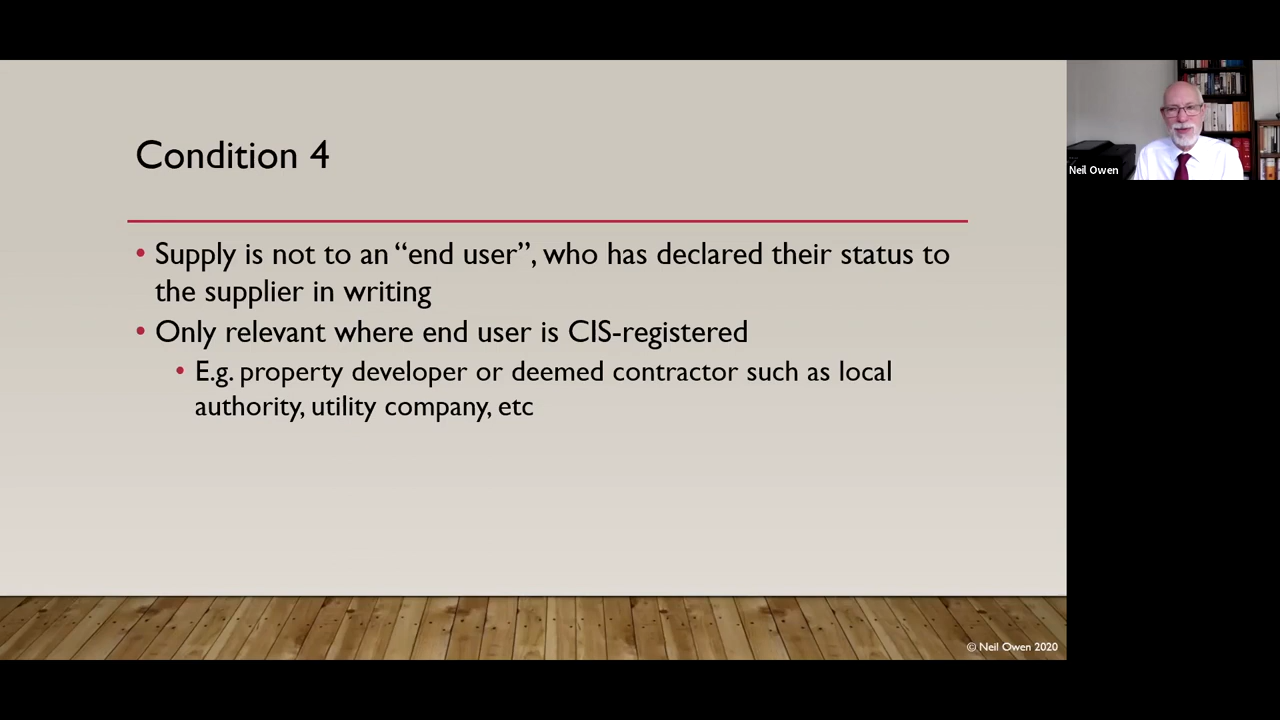 Condition 4
• Supply is not to an “end user”, who has declared their status to
the supplier in writing
• Only relevant where end user is CIS-registered
• E.g. property developer or deemed contractor such as local
authority, utility company, etc
© Neil Owen 2020
Neil Owen